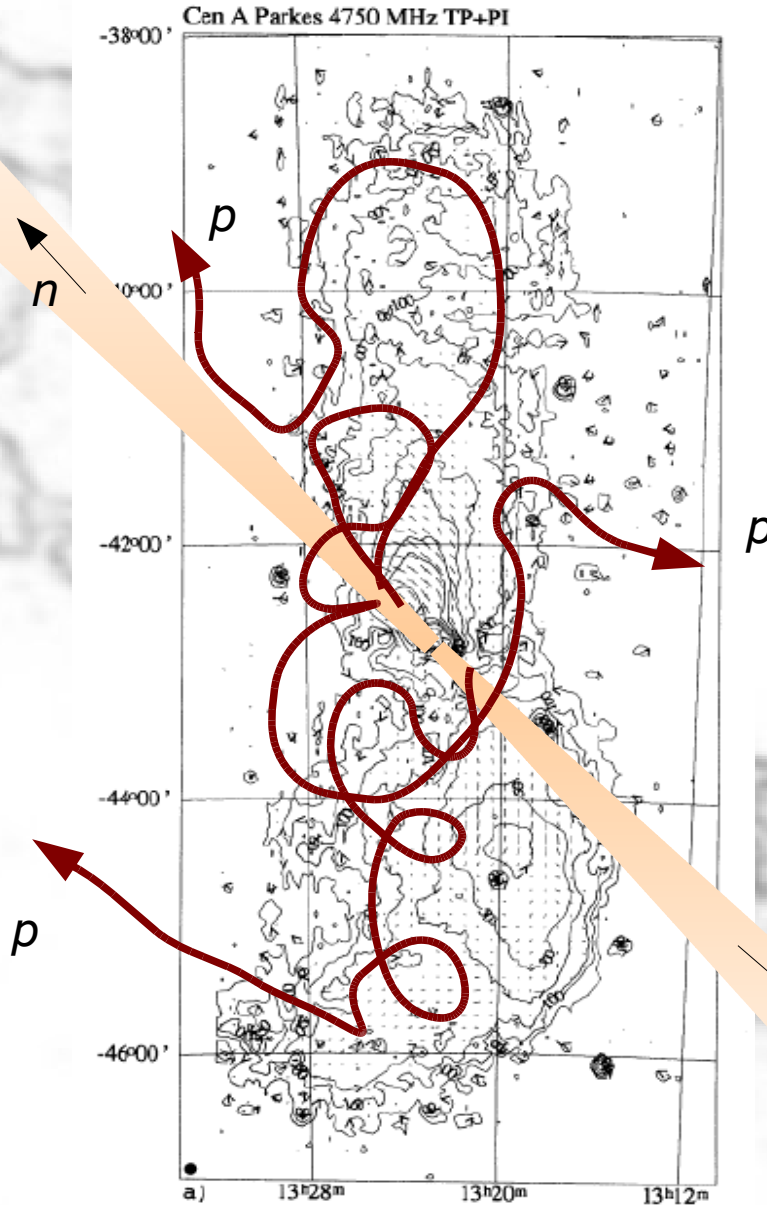 Cen A Parkes 4750 MHz TP+PI
-38°00'
p
n
40°00'
-42°00'
p
-44°00'
p
-46°00'
a)
13ʰ28ᵐ
13ʰ20ᵐ
13ʰ12ᵐ